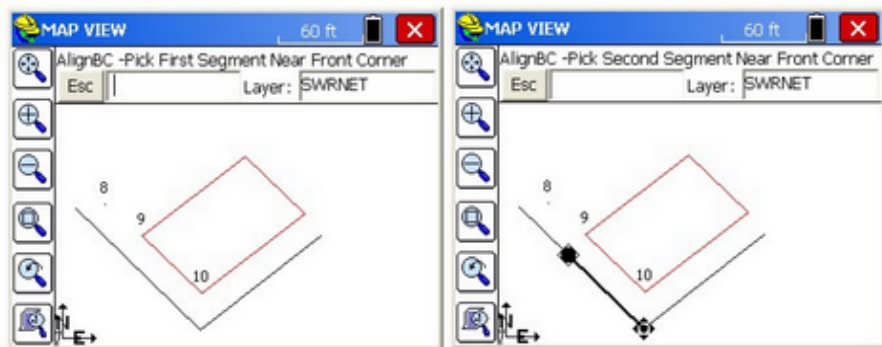 MAP VIEW 60 ft
AlignBC -Pick First Segment Near Front Corner
Esc Layer: SWRNET
8
9
10
N
E
MAP VIEW 60 ft
AlignBC -Pick Second Segment Near Front Corner
Esc Layer: SWRNET
8
9
10
N
E